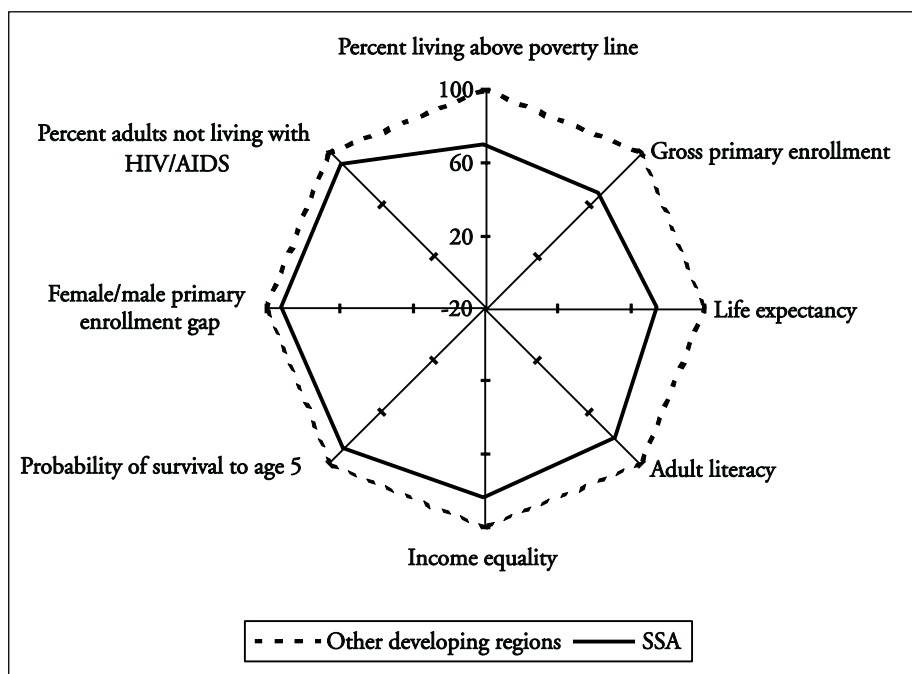 Percent living above poverty line
100
Percent adults not living with
HIV/AIDS
Gross primary enrollment
60
20
Female/male primary
enrollment gap
-20
Life expectancy
Probability of survival to age 5
Adult literacy
Income equality
Other developing regions
SSA